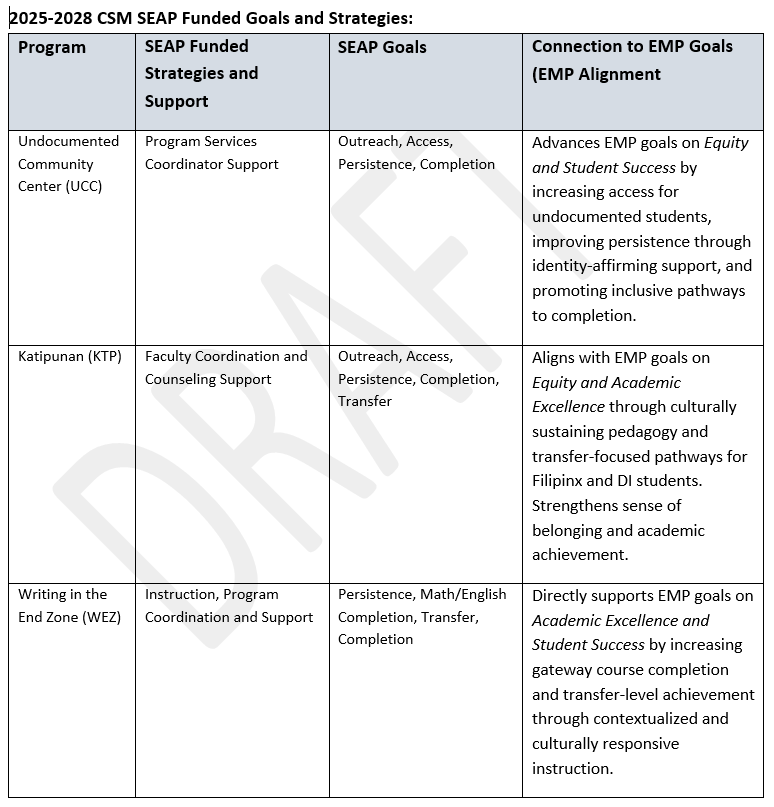 2025-2028 CSM SEAP Funded Goals and Strategies:
Program
SEAP Funded
Strategies and
Support
SEAP Goals
Connection to EMP Goals
(EMP Alignment
Undocumented
Community
Center (UCC)
Program Services
Coordinator Support
Outreach, Access,
Persistence, Completion
Advances EMP goals on Equity
and Student Success by
increasing access for
undocumented students,
improving persistence through
identity-affirming support, and
promoting inclusive pathways
to completion.
Katipunan (KTP)
Faculty Coordination and
Counseling Support
Outreach, Access,
Persistence, Completion,
Transfer
Aligns with EMP goals on
Equity and Academic
Excellence through culturally
sustaining pedagogy and
transfer-focused pathways for
Filipinx and DI students.
Strengthens sense of
belonging and academic
achievement.
Writing in the
End Zone (WEZ)
Instruction, Program
Coordination and Support
Persistence, Math/English
Completion, Transfer,
Completion
Directly supports EMP goals on
Academic Excellence and
Student Success by increasing
gateway course completion
and transfer-level achievement
through contextualized and
culturally responsive
instruction.
DRAFT